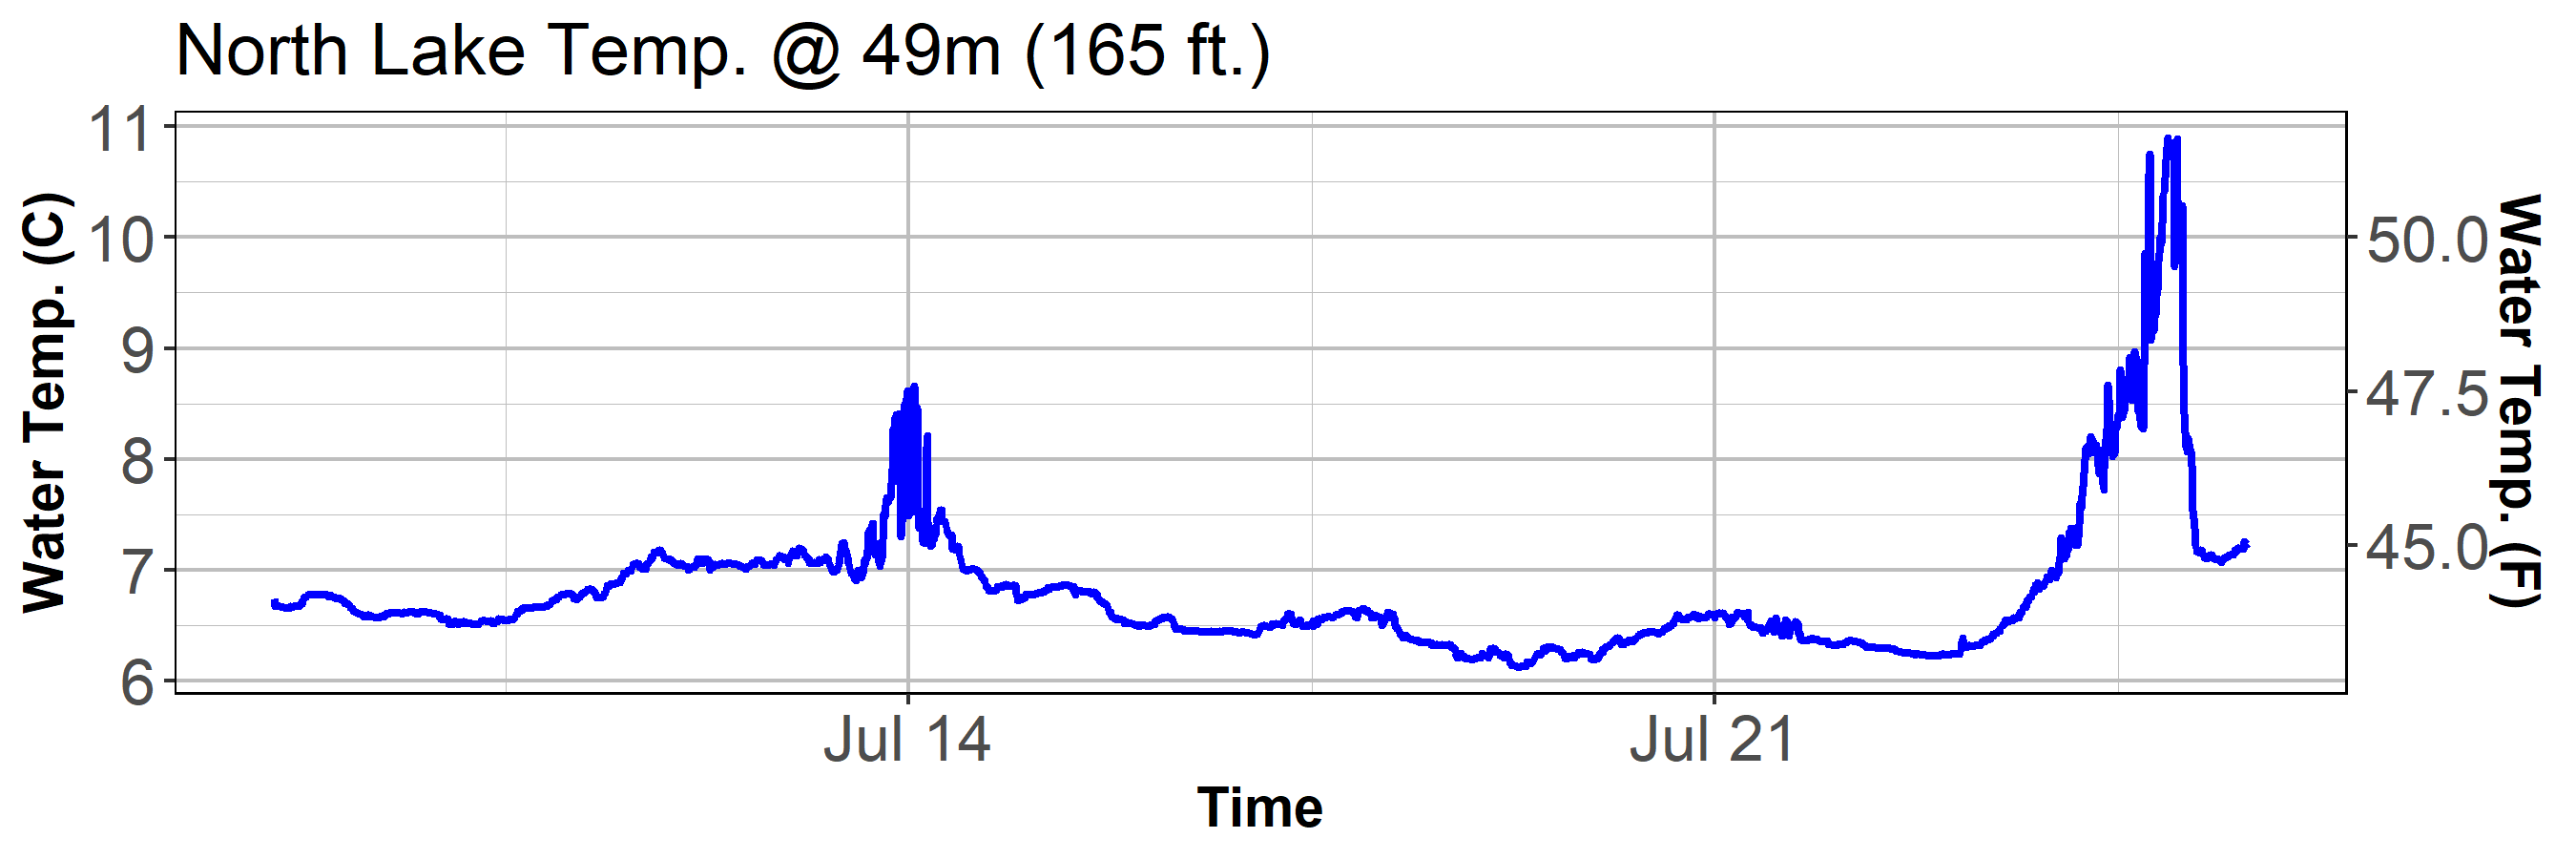 North Lake Temp. @ 49m (165 ft.)
Water Temp. (C)
11
10
9
8
7
6
50.0
47.5
45.0
Water Temp. (F)
Jul 14
Jul 21
Time